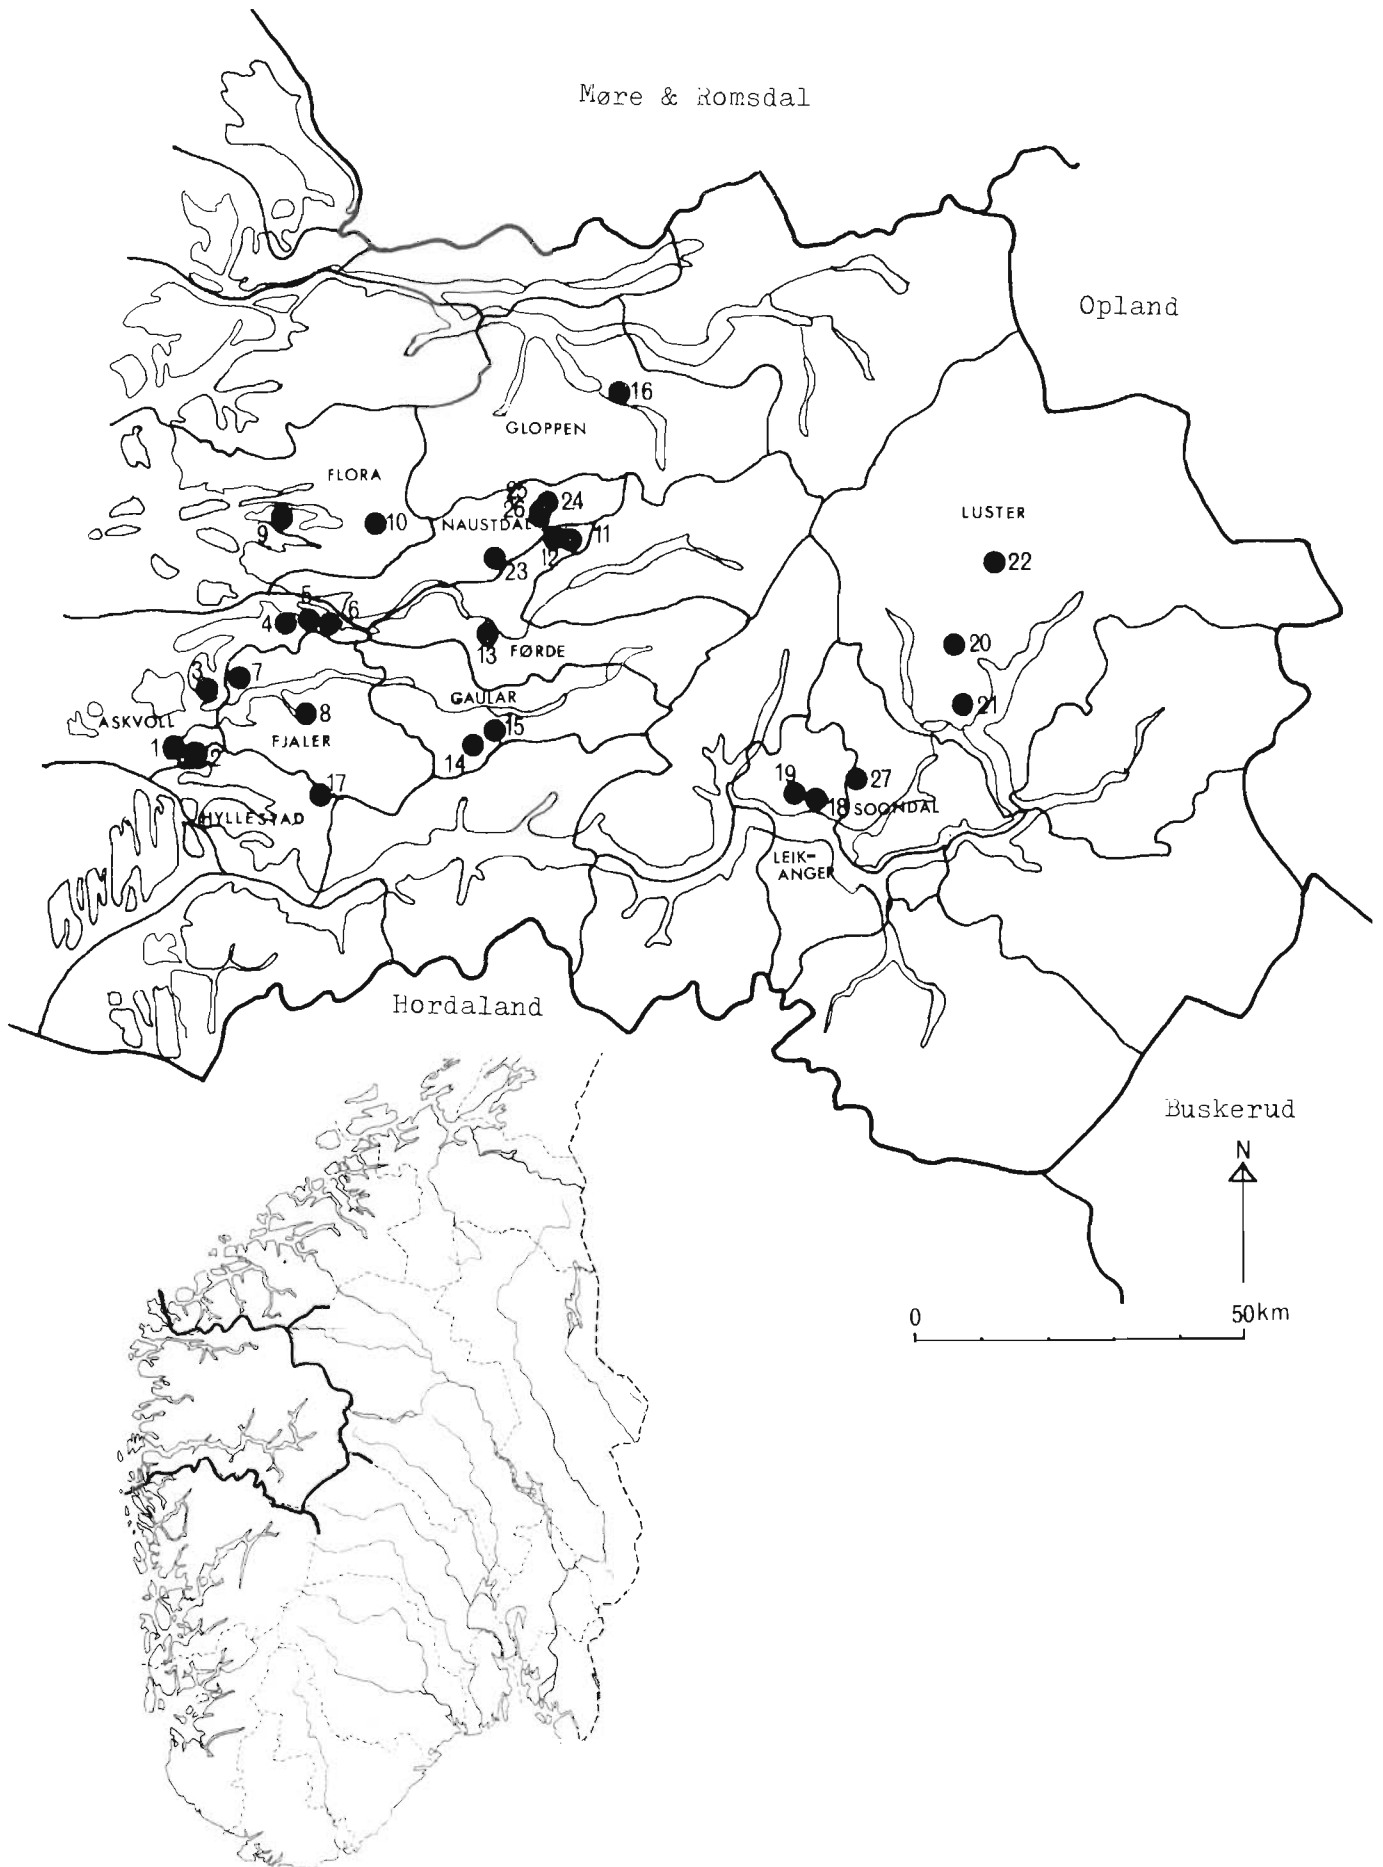 Møre & Romsdal
Opland
16
GLOPPEN
FLORA
25
24
26
LUSTER
9
10
NAUSTDAL
12
11
23
22
5
4
6
13
FØRDE
20
3
7
GAULAR
21
ASKVOLL
8
15
1
2
FJALER
14
17
19
27
18
SOGNDAL
HYLLESTAD
LEIK-
ANGER
Hordaland
Buskerud
N
0
50km